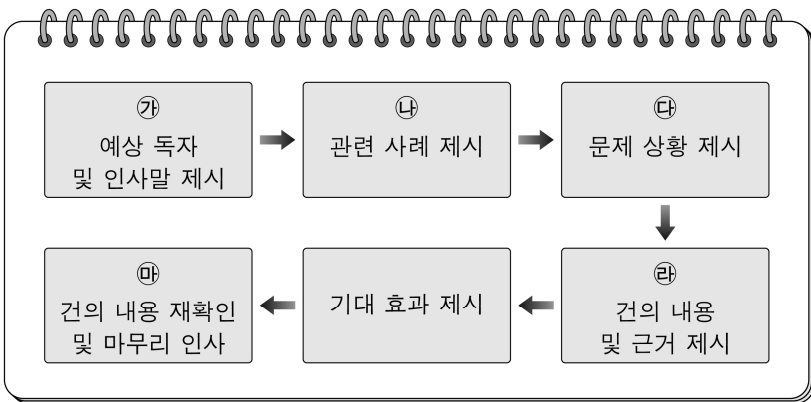 ㉮
예상 독자
및 인사말 제시
㉯
관련 사례 제시
㉰
문제 상황 제시
㉱
건의 내용
및 근거 제시
기대 효과 제시
㉲
건의 내용 재확인
및 마무리 인사